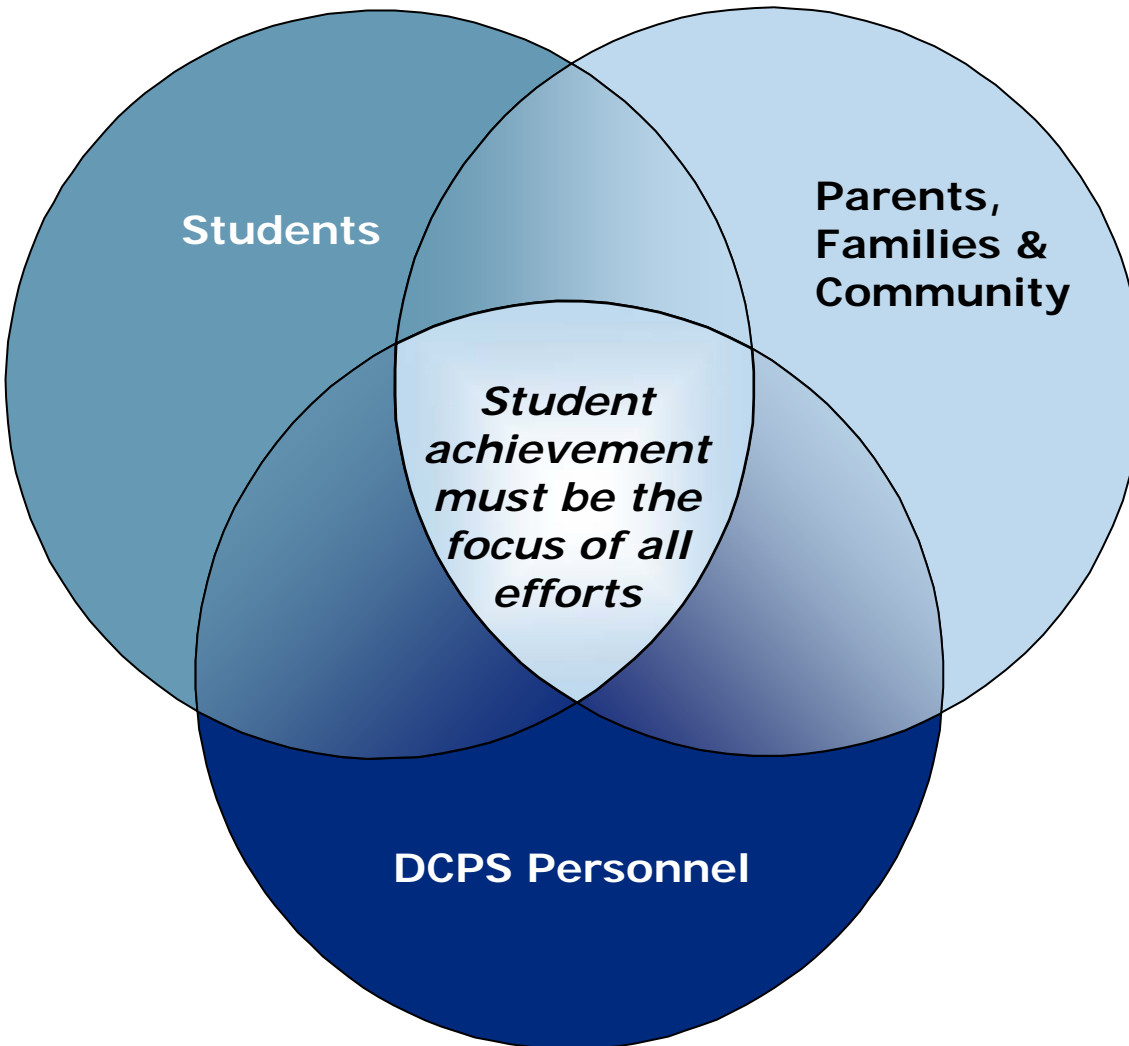 Students
Parents,
Families &
Community
Student
achievement
must be the
focus of all
efforts
DCPS Personnel